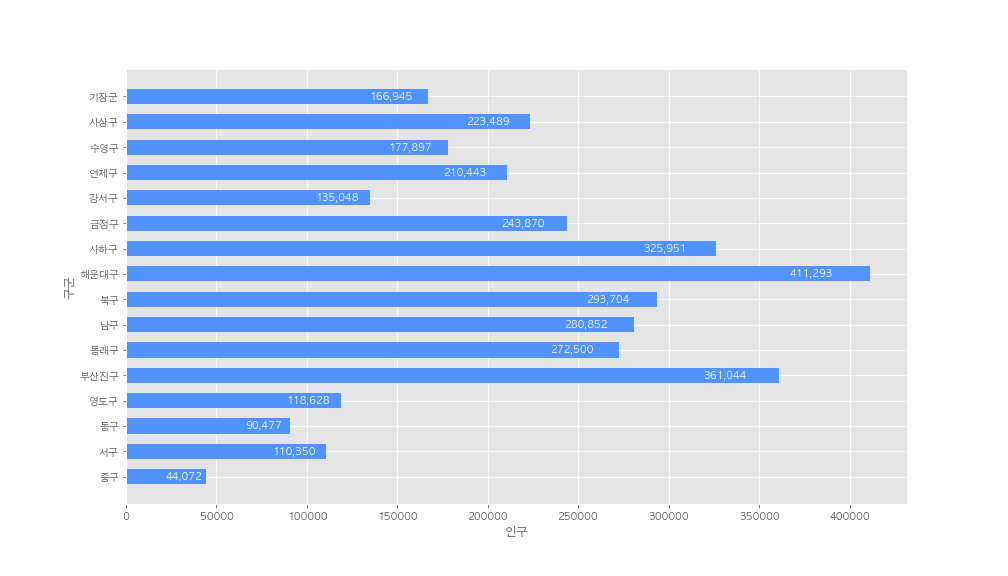 기장군 166,945
사상구 223,489
수영구 177,897
연제구 210,443
강서구 135,048
금정구 243,870
사하구 325,951
해운대구 411,293
북구 293,704
남구 280,852
동래구 272,500
부산진구 361,044
영도구 118,628
동구 90,477
서구 110,350
중구 44,072
구군
0 50000 100000 150000 200000 250000 300000 350000 400000
인구